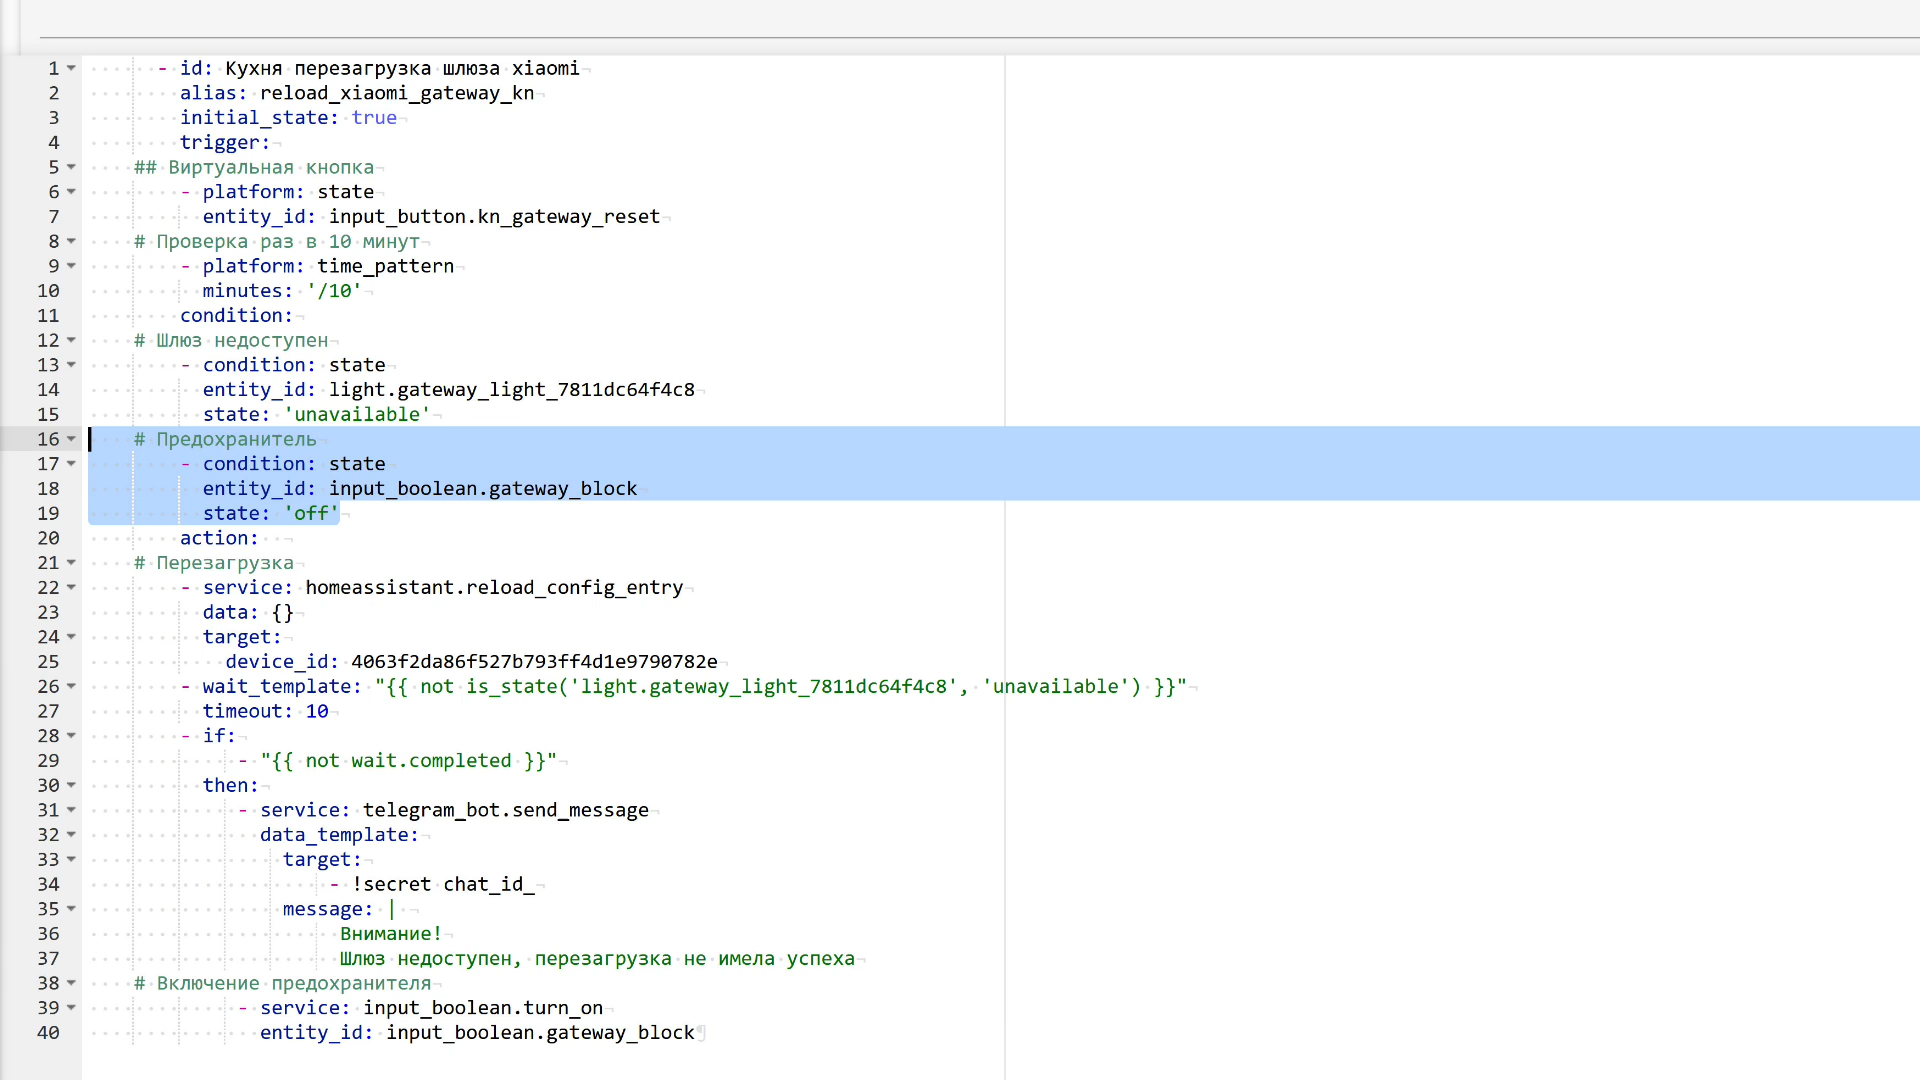 1 - id: Кухня перезагрузка шлюза xiaomi
2 alias: reload_xiaomi_gateway_kn
3 initial_state: true
4 trigger:
5 ## Виртуальная кнопка
6 - platform: state
7 entity_id: input_button.kn_gateway_reset
8 # Проверка раз в 10 минут
9 - platform: time_pattern
10 minutes: '/10'
11 condition:
12 # Шлюз недоступен
13 - condition: state
14 entity_id: light.gateway_light_7811dc64f4c8
15 state: 'unavailable'
16 # Предохранитель
17 - condition: state
18 entity_id: input_boolean.gateway_block
19 state: 'off'
20 action:
21 # Перезагрузка
22 - service: homeassistant.reload_config_entry
23 data: {}
24 target:
25 device_id: 4063f2da86f527b793ff4d1e9790782e
26 - wait_template: "{{ not is_state('light.gateway_light_7811dc64f4c8', 'unavailable') }}"
27 timeout: 10
28 - if:
29 - "{{ not wait.completed }}"
30 then:
31 - service: telegram_bot.send_message
32 data_template:
33 target:
34 - !secret chat_id_
35 message: |
36 Внимание!
37 Шлюз недоступен, перезагрузка не имела успеха
38 # Включение предохранителя
39 - service: input_boolean.turn_on
40 entity_id: input_boolean.gateway_block